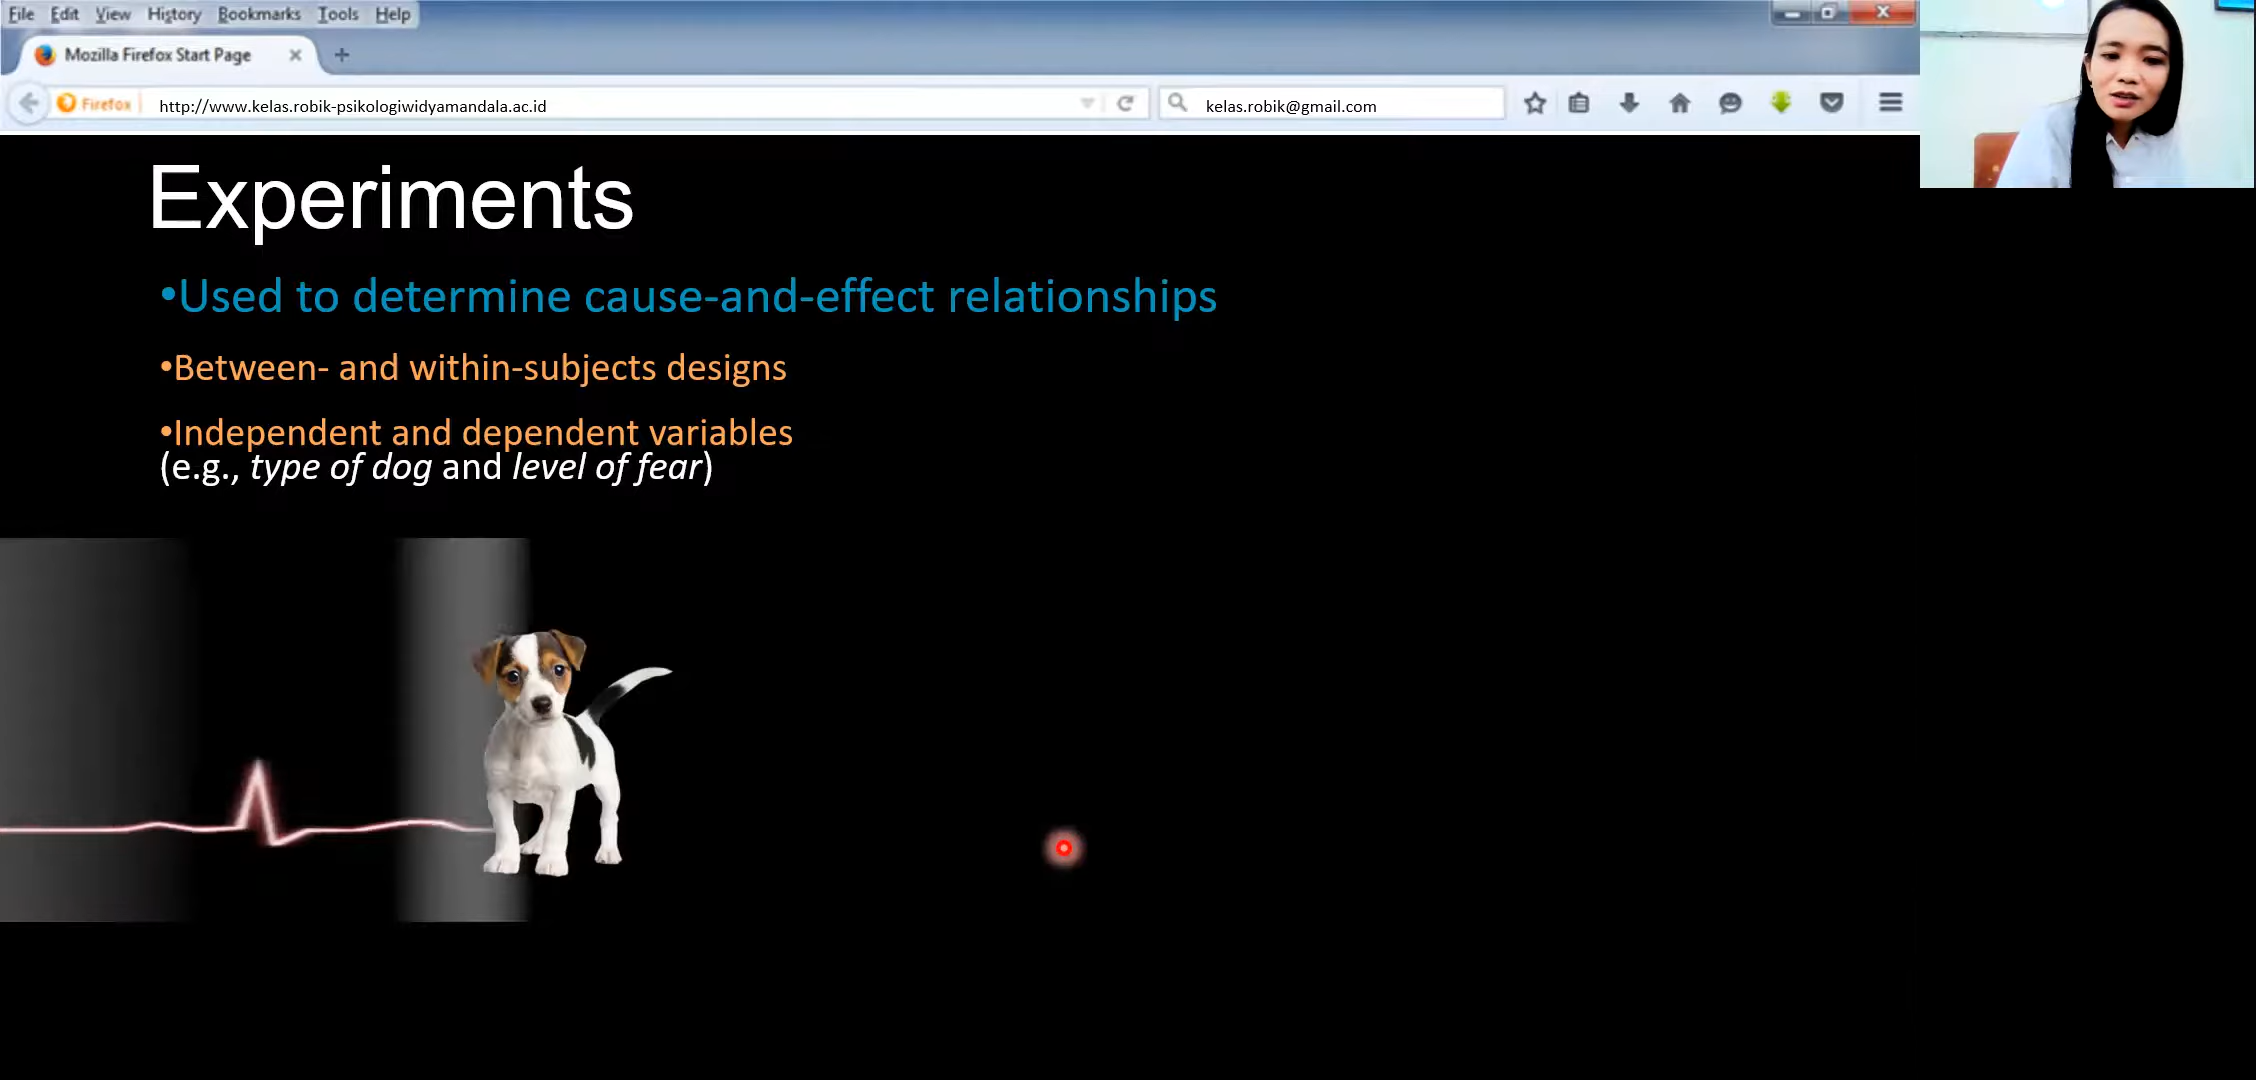 File Edit View History Bookmarks Tools Help
Mozilla Firefox Start Page
Firefox http://www.kelas.robik-psikologiwidyamandala.ac.id kelas.robik@gmail.com
Experiments
•Used to determine cause-and-effect relationships
•Between- and within-subjects designs
•Independent and dependent variables
(e.g., type of dog and level of fear)